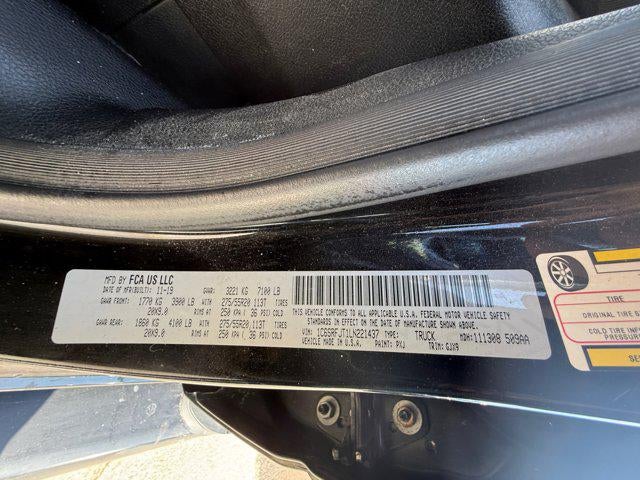 MFD BY FCA US LLC
DATE OF MFR(BUILT): 11-19
GVWR: 3221 KG 7100 LB
GAWR FRONT: 1770 KG 3900 LB WITH 275/55R20 113T TIRES
20X9.0 RIMS AT 250 KPA ( 36 PSI) COLD
GAWR REAR: 1860 KG 4100 LB WITH 275/55R20 113T TIRES
20X9.0 RIMS AT 250 KPA ( 36 PSI) COLD
THIS VEHICLE CONFORMS TO ALL APPLICABLE U.S.A. FEDERAL MOTOR VEHICLE SAFETY
STANDARDS IN EFFECT ON THE DATE OF MANUFACTURE SHOWN ABOVE.
VIN: 1C6SRFJT1LN221437 TYPE: TRUCK MDH: 111308 509AA
VEHICLE MADE IN U.S.A. PAINT: PXJ TRIM: GJX9
TIRE
ORIGINAL TIRE
COLD TIRE